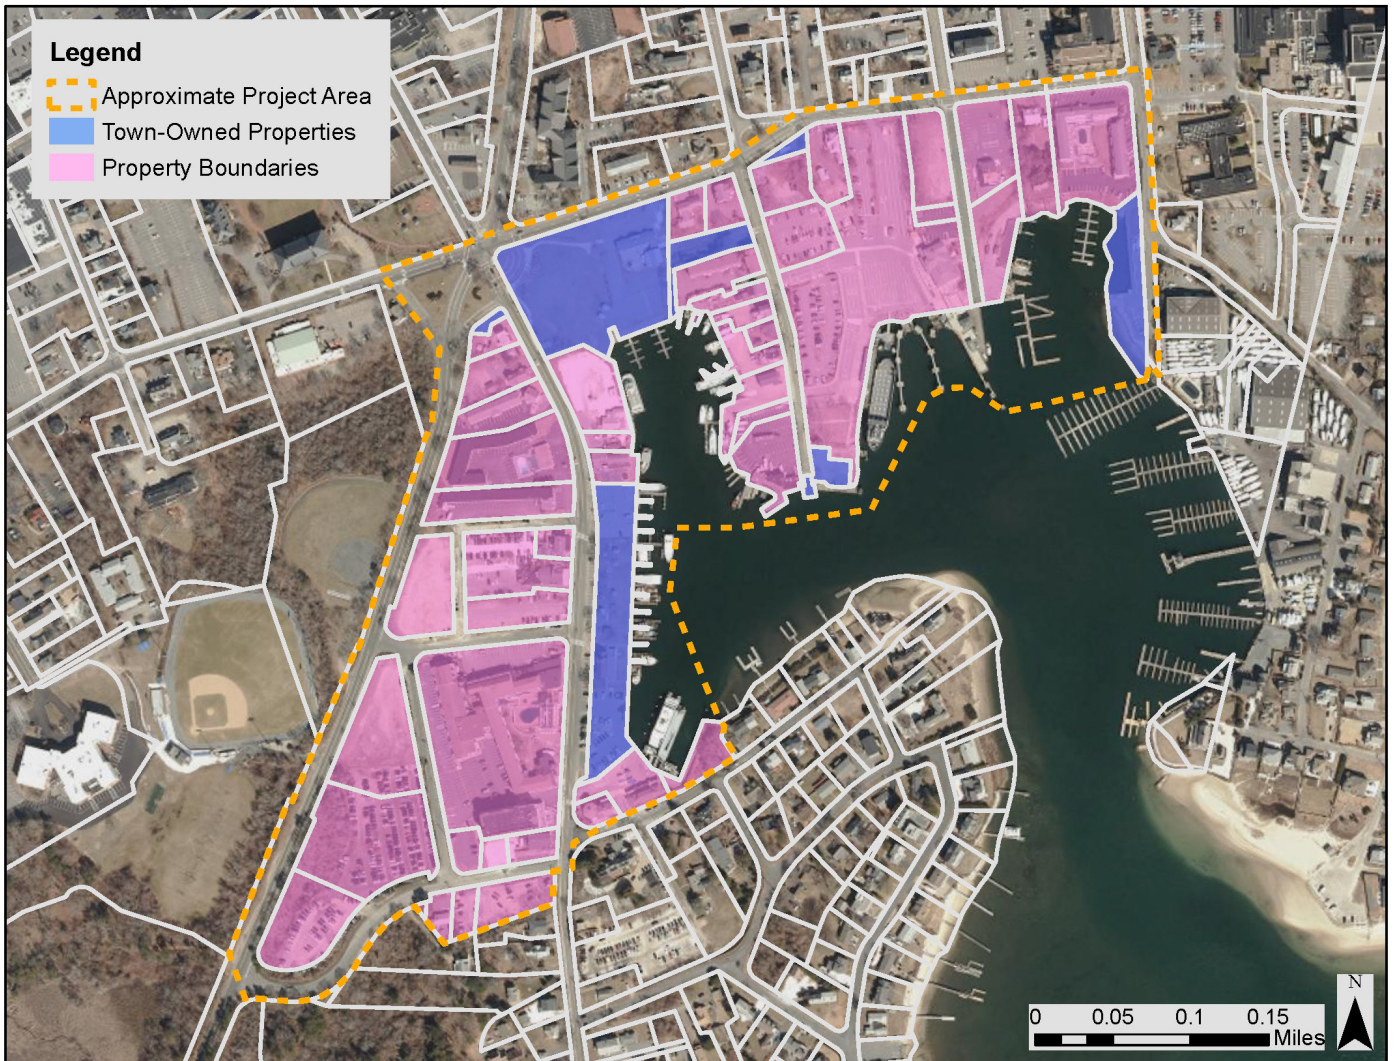 Legend
Approximate Project Area
Town-Owned Properties
Property Boundaries
N
0 0.05 0.1 0.15
Miles